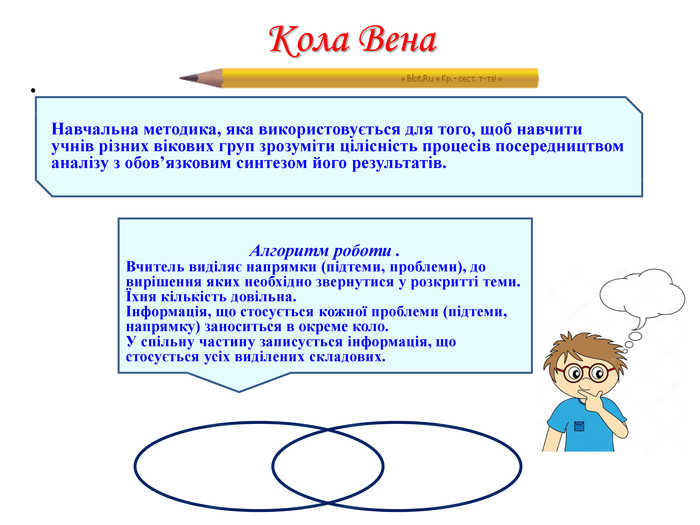 Кола Вена
« Blot.Ru « Кр.- сест. т-та! «
•
Навчальна методика, яка використовується для того, щоб навчити
учнів різних вікових груп зрозуміти цілісність процесів посередництвом
аналізу з обов’язковим синтезом його результатів.
Алгоритм роботи .
Вчитель виділяє напрямки (підтеми, проблеми), до
вирішення яких необхідно звернутися у розкритті теми.
Їхня кількість довільна.
Інформація, що стосується кожної проблеми (підтеми,
напрямку) заноситься в окреме коло.
У спільну частину записується інформація, що
стосується усіх виділених складових.